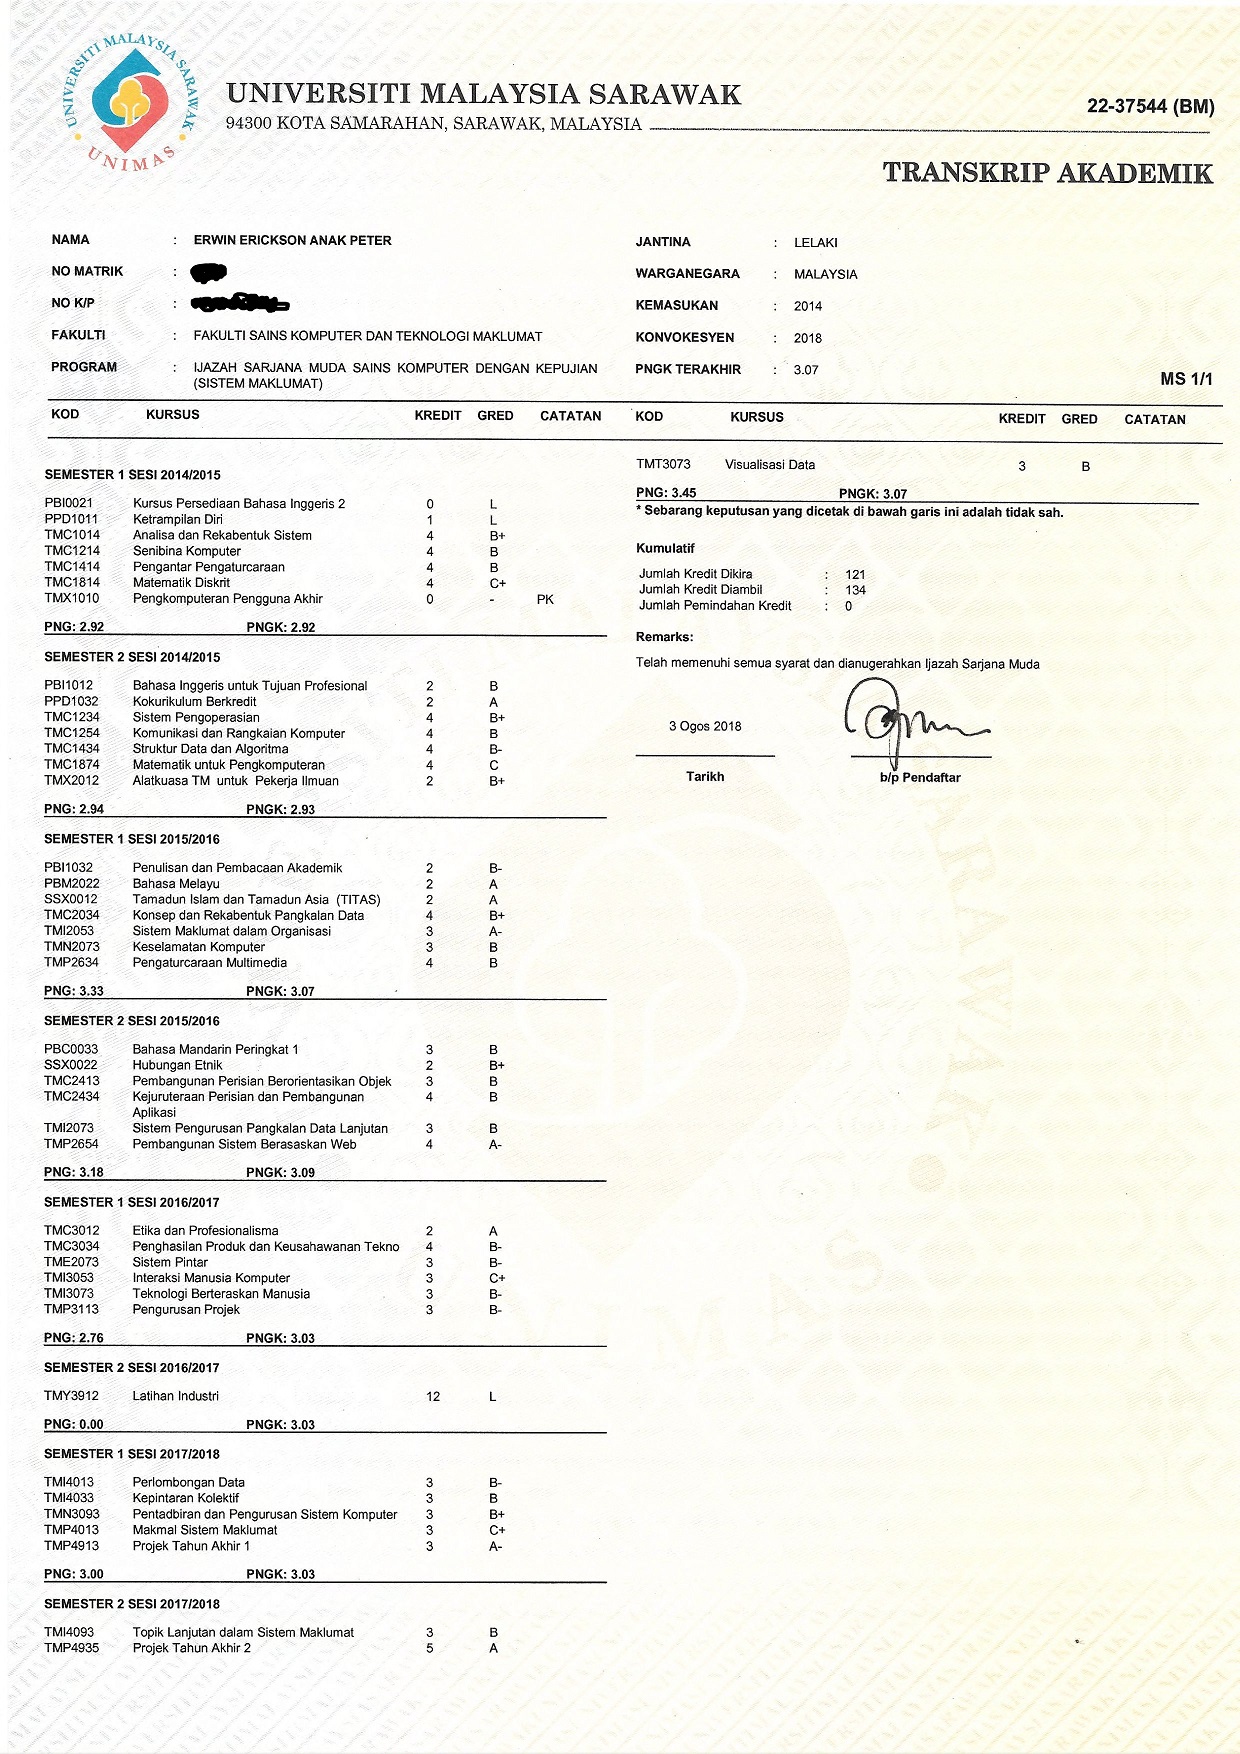 UNIVERSITI MALAYSIA SARAWAK
UNIMAS
UNIVERSITI MALAYSIA SARAWAK
94300 KOTA SAMARAHAN, SARAWAK, MALAYSIA
22-37544 (BM)
TRANSKRIP AKADEMIK
NAMA : ERWIN ERICKSON ANAK PETER
NO MATRIK :
NO K/P :
FAKULTI : FAKULTI SAINS KOMPUTER DAN TEKNOLOGI MAKLUMAT
PROGRAM : IJAZAH SARJANA MUDA SAINS KOMPUTER DENGAN KEPUJIAN
(SISTEM MAKLUMAT)
JANTINA : LELAKI
WARGANEGARA : MALAYSIA
KEMASUKAN : 2014
KONVOKESYEN : 2018
PNGK TERAKHIR : 3.07
MS 1/1
KOD KURSUS KREDIT GRED CATATAN
SEMESTER 1 SESI 2014/2015
PBI0021 Kursus Persediaan Bahasa Inggeris 2 0 L
PPD1011 Ketrampilan Diri 1 L
TMC1014 Analisa dan Rekabentuk Sistem 4 B+
TMC1214 Senibina Komputer 4 B
TMC1414 Pengantar Pengaturcaraan 4 B
TMC1814 Matematik Diskrit 4 C+
TMX1010 Pengkomputeran Pengguna Akhir 0 - PK
PNG: 2.92 PNGK: 2.92
SEMESTER 2 SESI 2014/2015
PBI1012 Bahasa Inggeris untuk Tujuan Profesional 2 B
PPD1032 Kokurikulum Berkredit 2 A
TMC1234 Sistem Pengoperasian 4 B+
TMC1254 Komunikasi dan Rangkaian Komputer 4 B
TMC1434 Struktur Data dan Algoritma 4 B-
TMC1874 Matematik untuk Pengkomputeran 4 C
TMX2012 Alatkuasa TM untuk Pekerja Ilmuan 2 B+
PNG: 2.94 PNGK: 2.93
SEMESTER 1 SESI 2015/2016
PBI1032 Penulisan dan Pembacaan Akademik 2 B-
PBM2022 Bahasa Melayu 2 A
SSX0012 Tamadun Islam dan Tamadun Asia (TITAS) 2 A
TMC2034 Konsep dan Rekabentuk Pangkalan Data 4 B+
TMI2053 Sistem Maklumat dalam Organisasi 3 A-
TMN2073 Keselamatan Komputer 3 B
TMP2634 Pengaturcaraan Multimedia 4 B
PNG: 3.33 PNGK: 3.07
SEMESTER 2 SESI 2015/2016
PBC0033 Bahasa Mandarin Peringkat 1 3 B
SSX0022 Hubungan Etnik 2 B+
TMC2413 Pembangunan Perisian Berorientasikan Objek 3 B
TMC2434 Kejuruteraan Perisian dan Pembangunan 4 B
Aplikasi
TMI2073 Sistem Pengurusan Pangkalan Data Lanjutan 3 B
TMP2654 Pembangunan Sistem Berasaskan Web 4 A-
PNG: 3.18 PNGK: 3.09
SEMESTER 1 SESI 2016/2017
TMC3012 Etika dan Profesionalisma 2 A
TMC3034 Penghasilan Produk dan Keusahawanan Tekno 4 B-
TME2073 Sistem Pintar 3 B-
TMI3053 Interaksi Manusia Komputer 3 C+
TMI3073 Teknologi Berteraskan Manusia 3 B-
TMP3113 Pengurusan Projek 3 B-
PNG: 2.76 PNGK: 3.03
SEMESTER 2 SESI 2016/2017
TMY3912 Latihan Industri 12 L
PNG: 0.00 PNGK: 3.03
SEMESTER 1 SESI 2017/2018
TMI4013 Perlombongan Data 3 B-
TMI4033 Kepintaran Kolektif 3 B
TMN3093 Pentadbiran dan Pengurusan Sistem Komputer 3 B+
TMP4013 Makmal Sistem Maklumat 3 C+
TMP4913 Projek Tahun Akhir 1 3 A-
PNG: 3.00 PNGK: 3.03
SEMESTER 2 SESI 2017/2018
TMI4093 Topik Lanjutan dalam Sistem Maklumat 3 B
TMP4935 Projek Tahun Akhir 2 5 A
KOD KURSUS KREDIT GRED CATATAN
TMT3073 Visualisasi Data 3 B
PNG: 3.45 PNGK: 3.07
* Sebarang keputusan yang dicetak di bawah garis ini adalah tidak sah.
Kumulatif
Jumlah Kredit Dikira : 121
Jumlah Kredit Diambil : 134
Jumlah Pemindahan Kredit : 0
Remarks:
Telah memenuhi semua syarat dan dianugerahkan Ijazah Sarjana Muda
3 Ogos 2018
Tarikh b/p Pendaftar